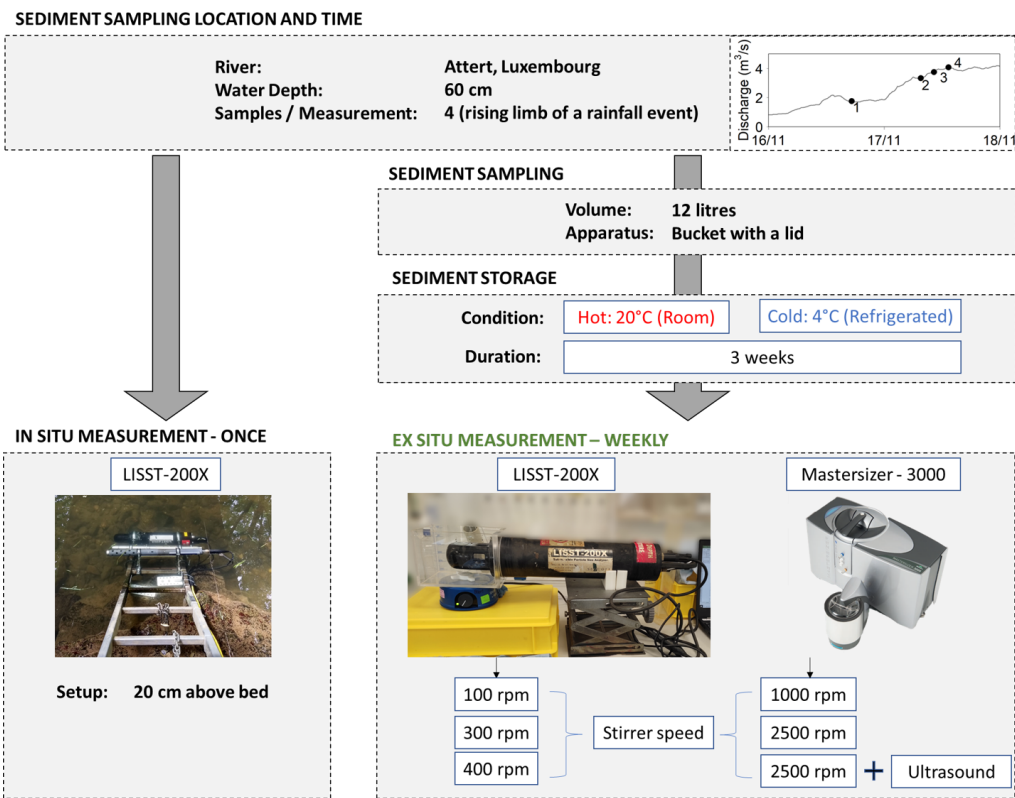 SEDIMENT SAMPLING LOCATION AND TIME
River: Attert, Luxembourg
Water Depth: 60 cm
Samples / Measurement: 4 (rising limb of a rainfall event)
Discharge (m³/s)
4
2
0
1
2
3
4
16/11
17/11
18/11
SEDIMENT SAMPLING
Volume: 12 litres
Apparatus: Bucket with a lid
SEDIMENT STORAGE
Condition: Hot: 20°C (Room) Cold: 4°C (Refrigerated)
Duration: 3 weeks
IN SITU MEASUREMENT - ONCE
LISST-200X
Setup: 20 cm above bed
EX SITU MEASUREMENT – WEEKLY
LISST-200X
LISST-200X
100 rpm
300 rpm
400 rpm
Stirrer speed
Mastersizer - 3000
1000 rpm
2500 rpm
2500 rpm + Ultrasound